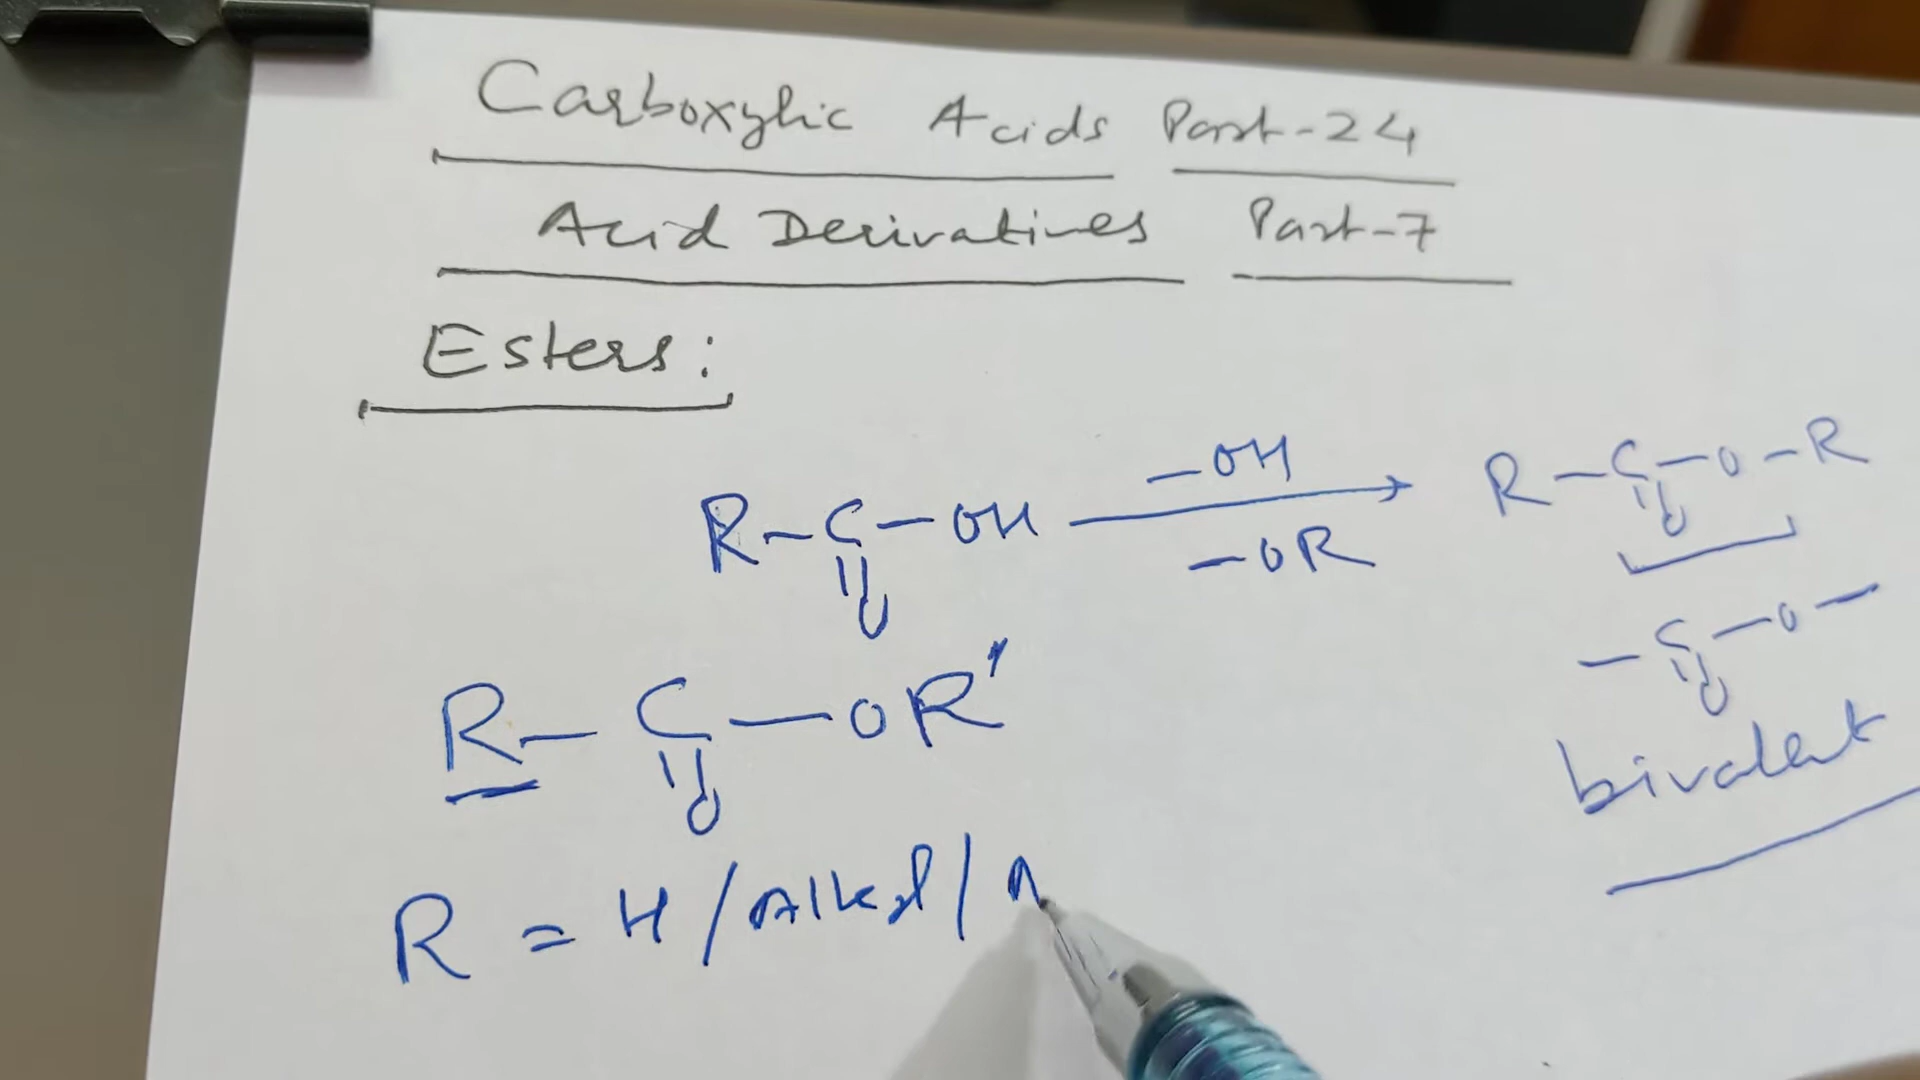 Carboxylic Acids Part-24
Acid Derivatives Part-7
Esters:
R-C-OH
||
O
-OH
-OR
R-C-O-R
||
O
-C-O-
||
O
bivalent
R-C-OR'
||
O
R = H/Alkyl/A